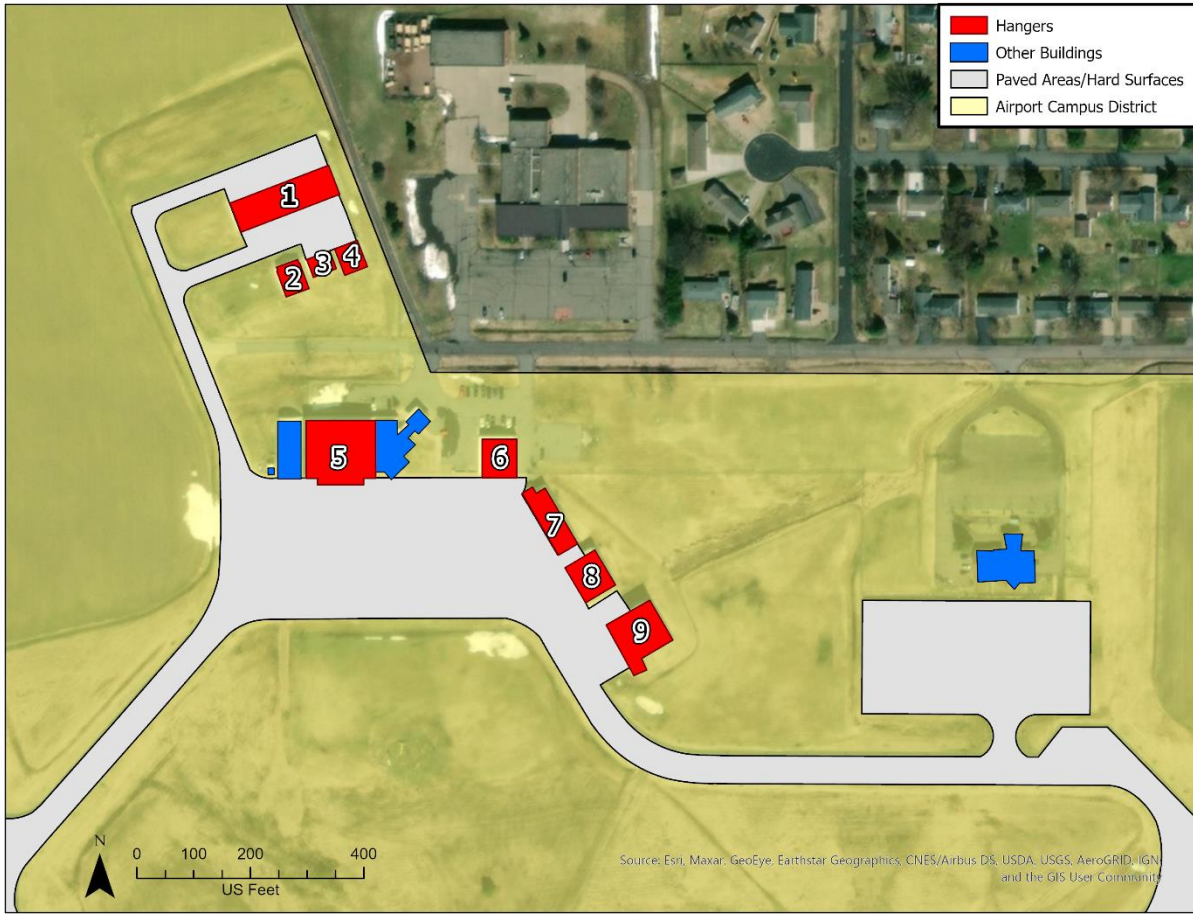 Hangers
Other Buildings
Paved Areas/Hard Surfaces
Airport Campus District
1
2
3
4
5
6
7
8
9
N
0 100 200 400
US Feet
Source: Esri, Maxar, GeoEye, Earthstar Geographics, CNES/Airbus DS, USDA, USGS, AeroGRID, IGN,
and the GIS User Community